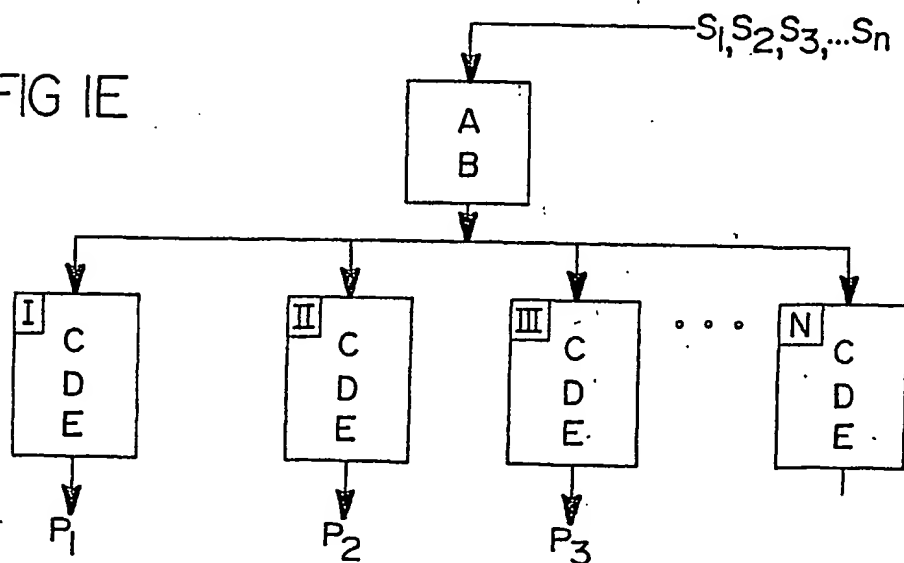 S₁,S₂,S₃,...Sₙ
FIG 1E
A
B
I
II
III
N
C
D
E
C
D
E
C
D
E
C
D
E
P₁
P₂
P₃